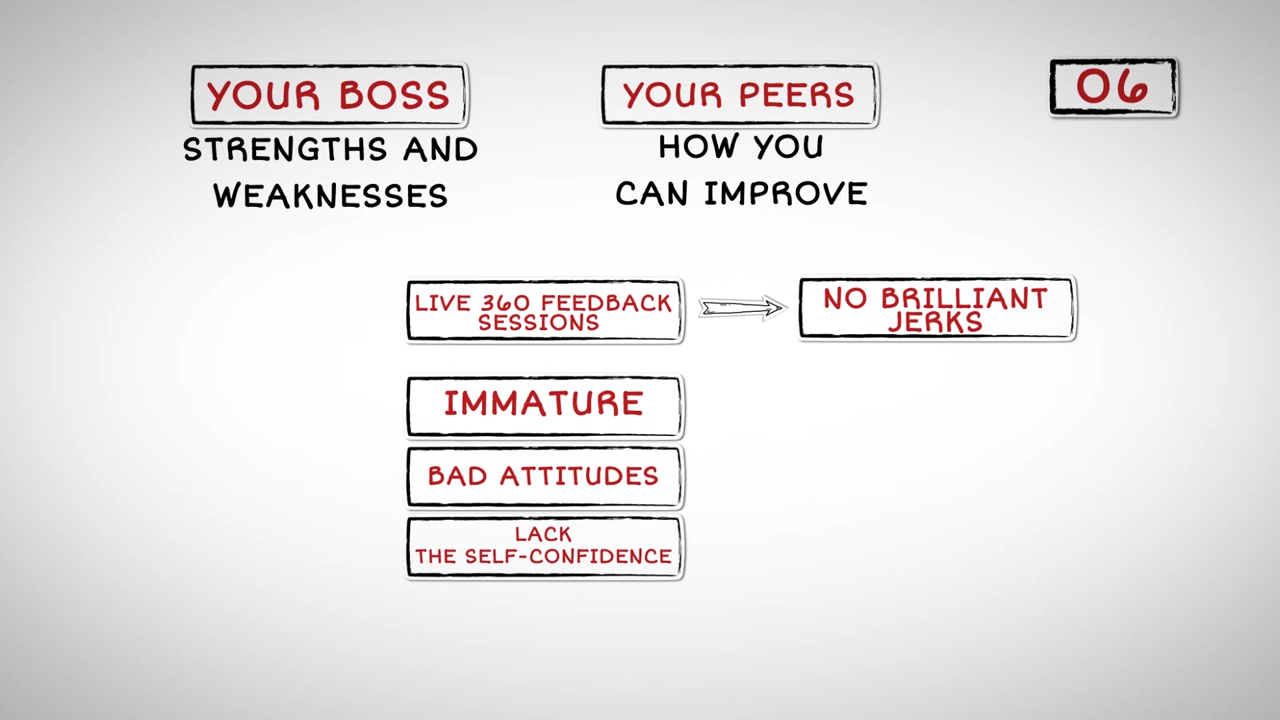 YOUR BOSS
STRENGTHS AND
WEAKNESSES
YOUR PEERS
HOW YOU
CAN IMPROVE
06
LIVE 360 FEEDBACK
SESSIONS
NO BRILLIANT
JERKS
IMMATURE
BAD ATTITUDES
LACK
THE SELF-CONFIDENCE